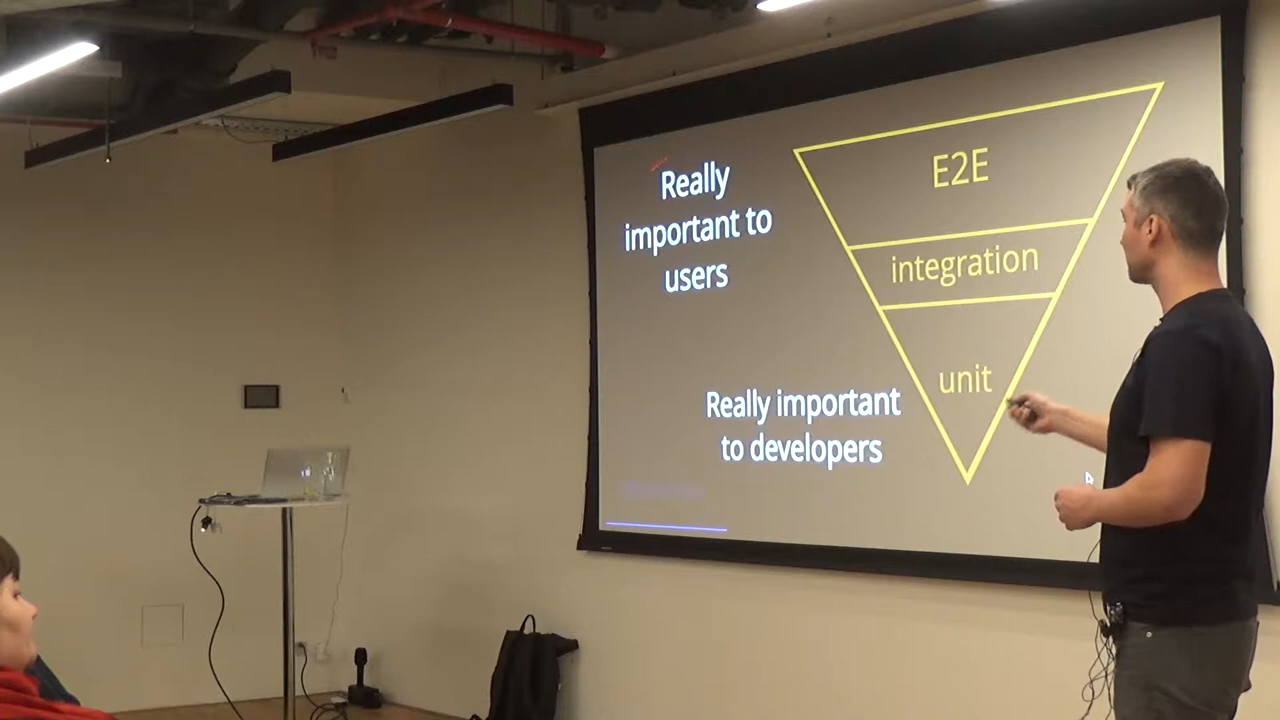 Really
important to
users
E2E
integration
unit
Really important
to developers